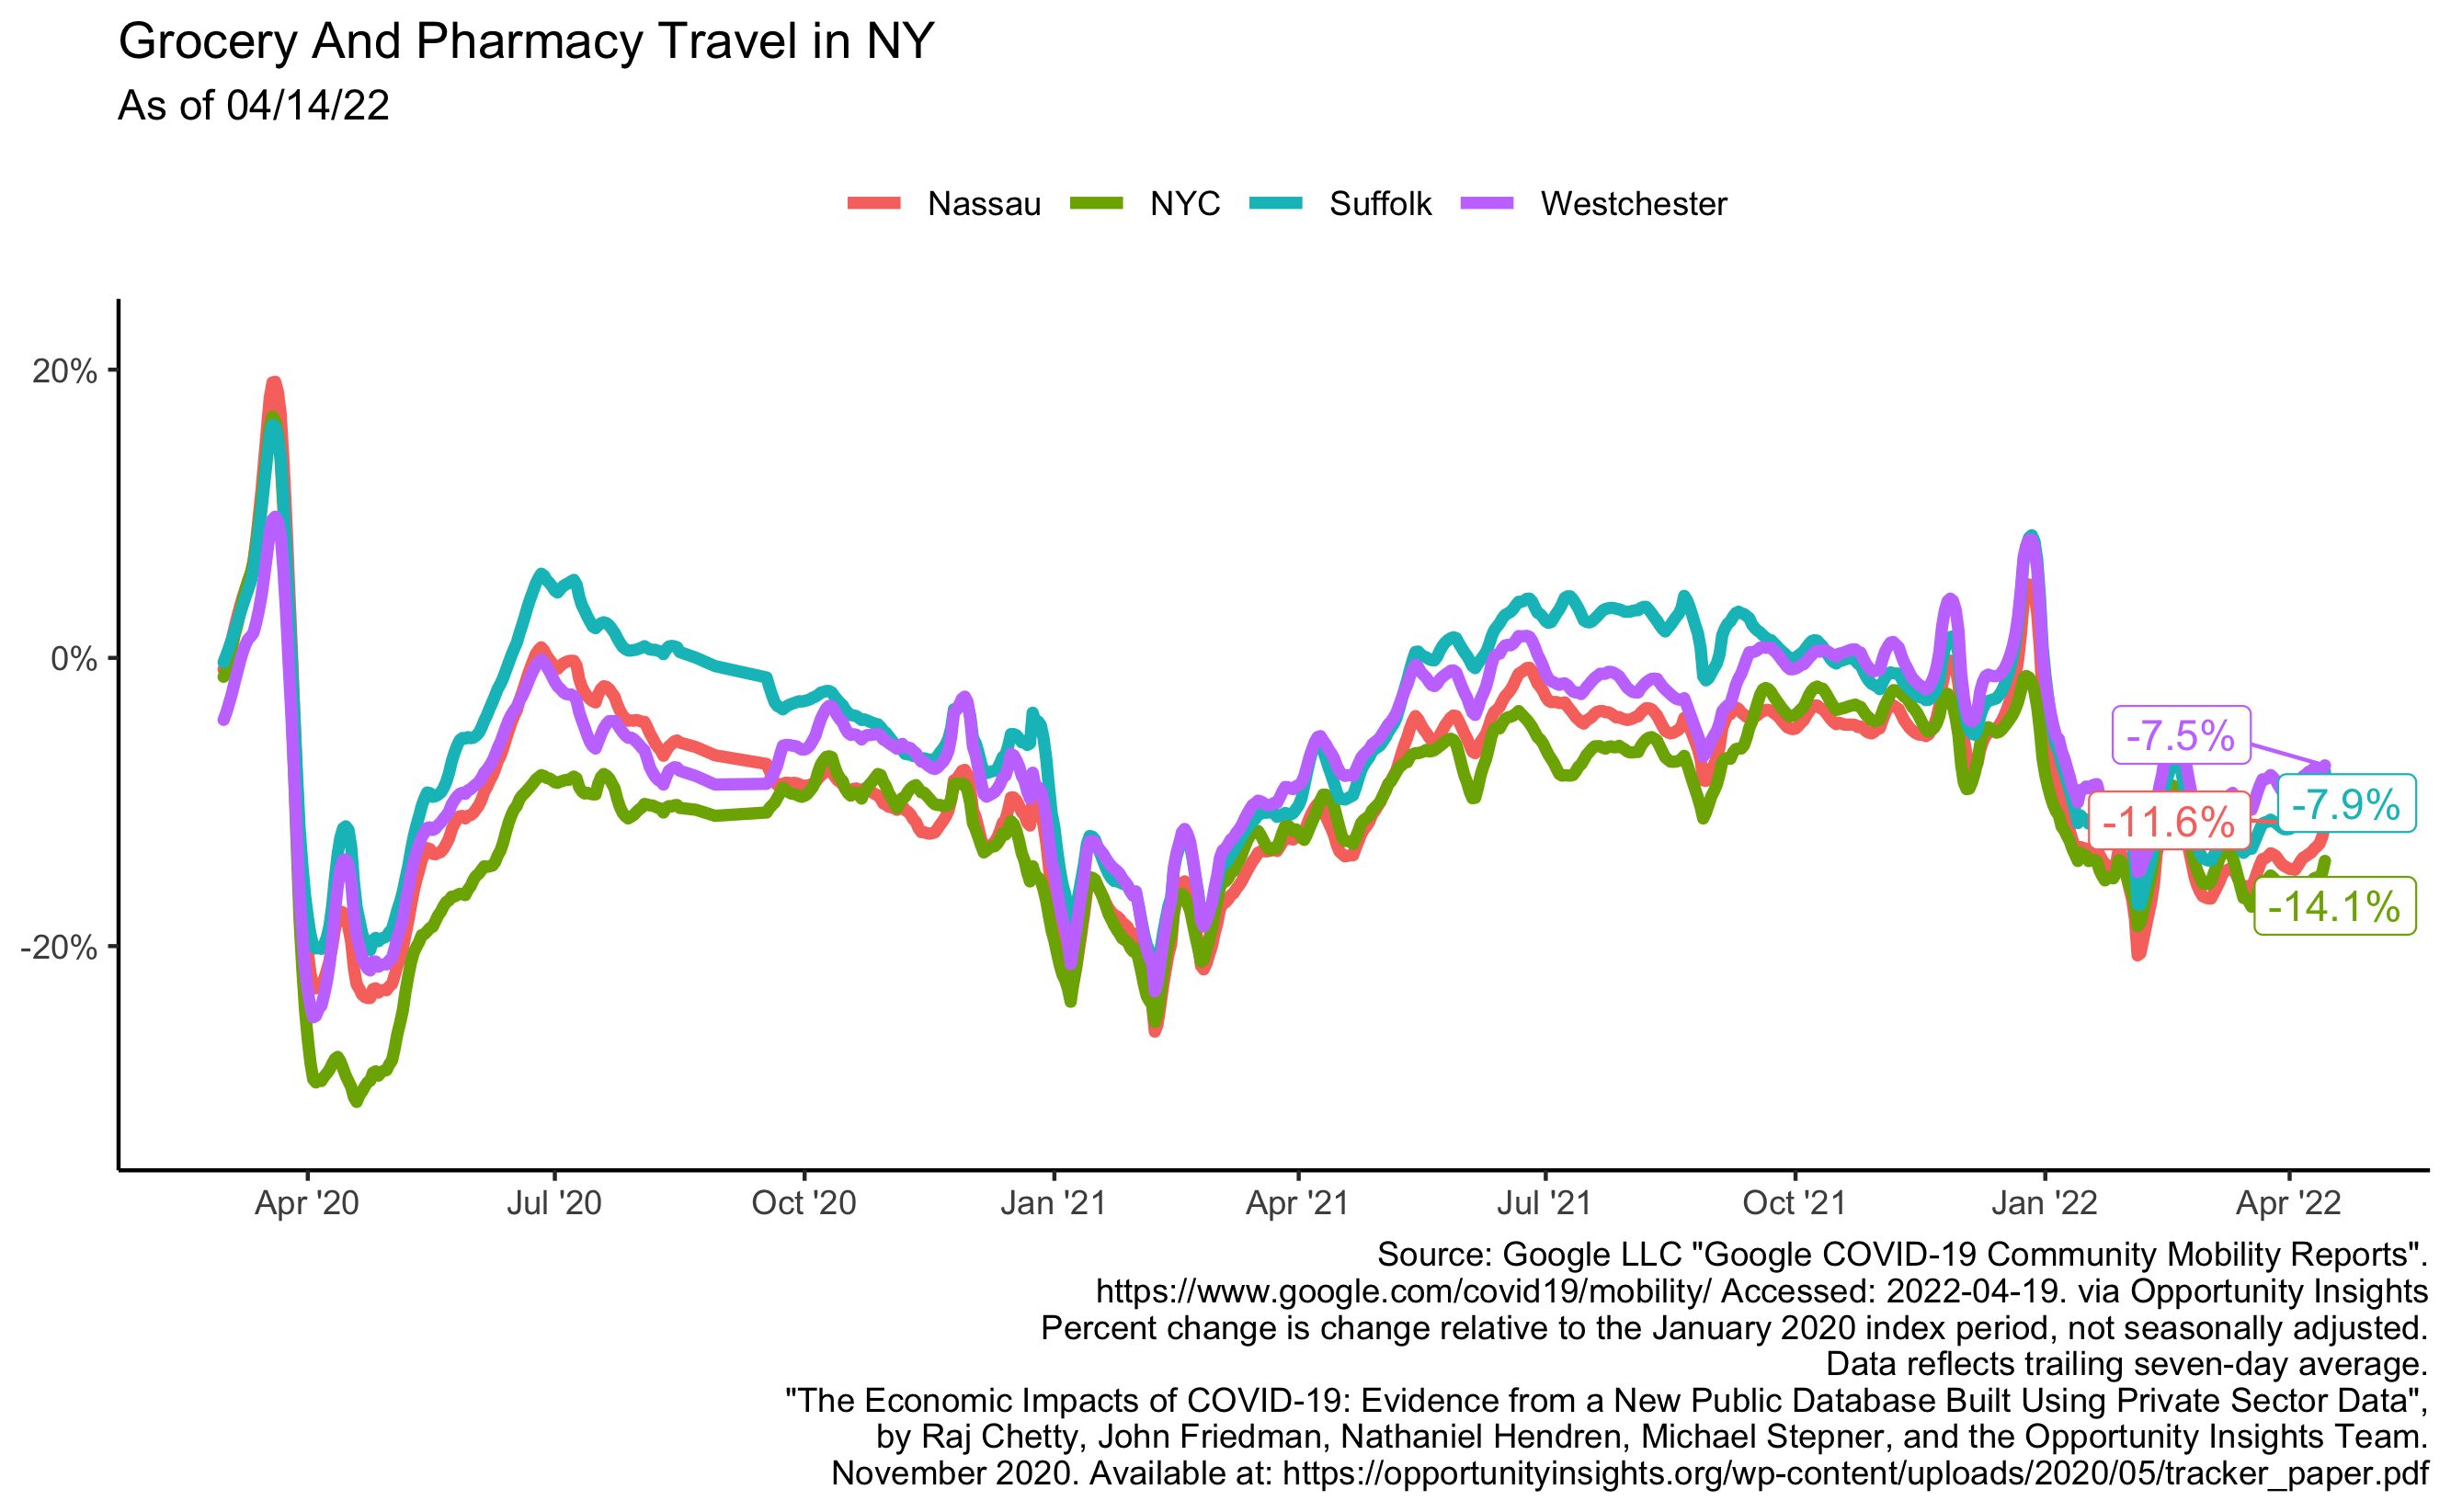 Grocery And Pharmacy Travel in NY
As of 04/14/22
Nassau NYC Suffolk Westchester
20%
0%
-20%
-7.5%
-7.9%
-11.6%
-14.1%
Apr '20 Jul '20 Oct '20 Jan '21 Apr '21 Jul '21 Oct '21 Jan '22 Apr '22
Source: Google LLC "Google COVID-19 Community Mobility Reports".
https://www.google.com/covid19/mobility/ Accessed: 2022-04-19. via Opportunity Insights
Percent change is change relative to the January 2020 index period, not seasonally adjusted.
Data reflects trailing seven-day average.
"The Economic Impacts of COVID-19: Evidence from a New Public Database Built Using Private Sector Data",
by Raj Chetty, John Friedman, Nathaniel Hendren, Michael Stepner, and the Opportunity Insights Team.
November 2020. Available at: https://opportunityinsights.org/wp-content/uploads/2020/05/tracker_paper.pdf